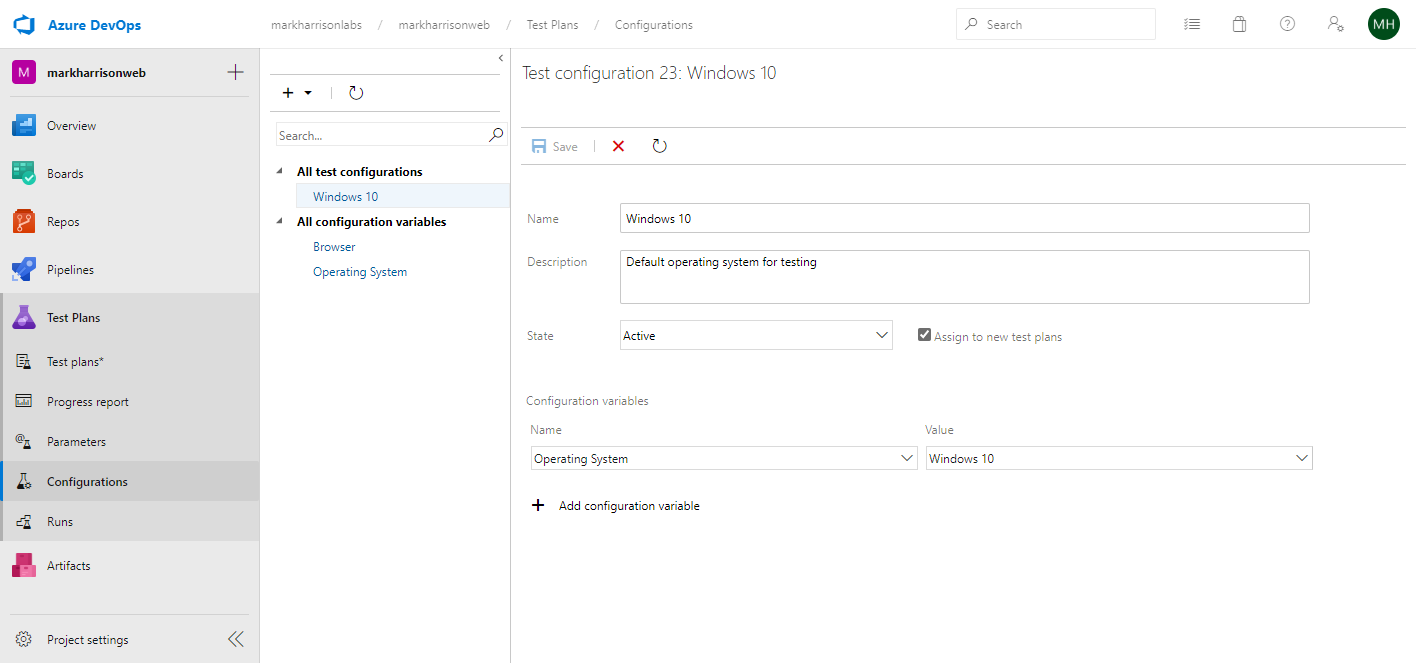 Azure DevOps
markharrisonlabs / markharrisonweb / Test Plans / Configurations
Search
MH
M markharrisonweb
Overview
Boards
Repos
Pipelines
Test Plans
Test plans*
Progress report
Parameters
Configurations
Runs
Artifacts
Project settings
Search...
All test configurations
Windows 10
All configuration variables
Browser
Operating System
Test configuration 23: Windows 10
Save
Name
Windows 10
Description
Default operating system for testing
State
Active
Assign to new test plans
Configuration variables
Name Value
Operating System Windows 10
Add configuration variable